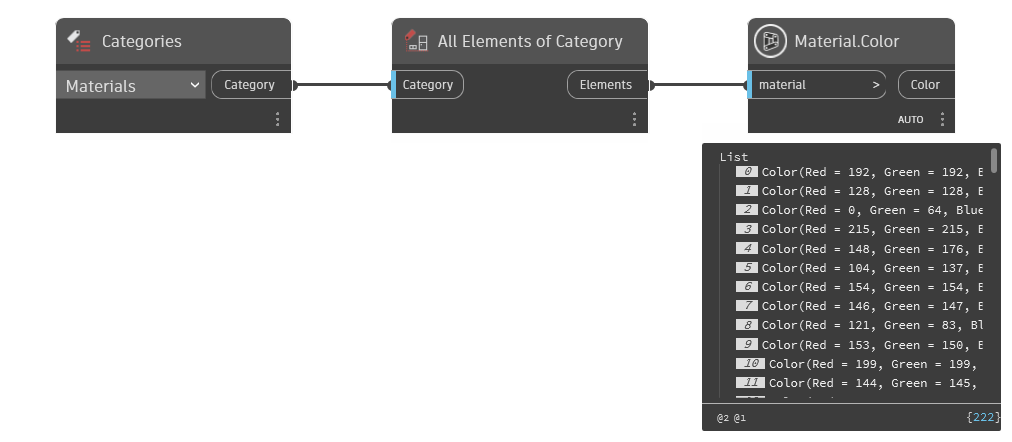 Categories
Materials
Category
All Elements of Category
Category
Elements
Material.Color
material
>
Color
AUTO
List
0 Color(Red = 192, Green = 192, B
1 Color(Red = 128, Green = 128, B
2 Color(Red = 0, Green = 64, Blue
3 Color(Red = 215, Green = 215, B
4 Color(Red = 148, Green = 176, B
5 Color(Red = 104, Green = 137, B
6 Color(Red = 154, Green = 154, B
7 Color(Red = 146, Green = 147, B
8 Color(Red = 121, Green = 83, Bl
9 Color(Red = 153, Green = 150, B
10 Color(Red = 199, Green = 199,
11 Color(Red = 144, Green = 145,
@2 @1
{222}